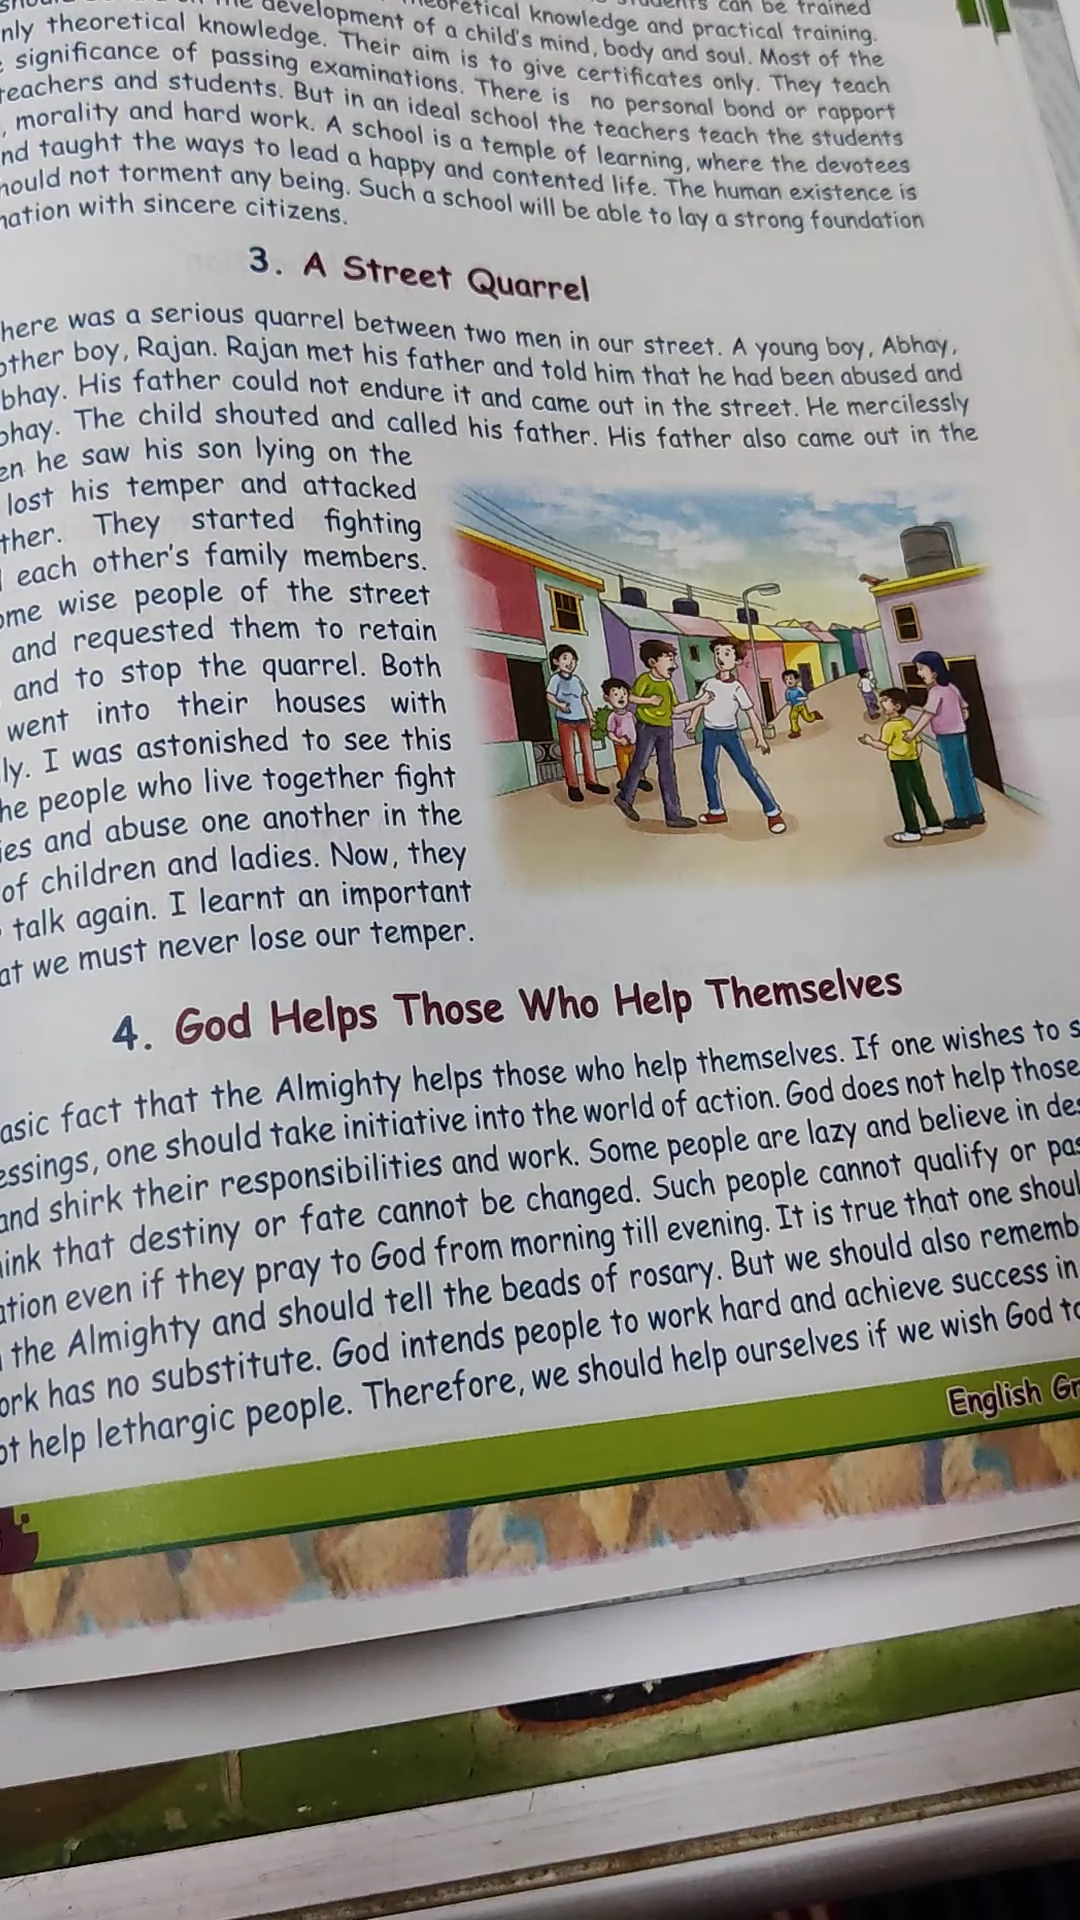 development of a child's mind, body and soul. Most of the
theoretical knowledge and practical training.
can be trained
nly theoretical knowledge. Their aim is to give certificates only. They teach
significance of passing examinations. There is no personal bond or rapport
eachers and students. But in an ideal school the teachers teach the students
, morality and hard work. A school is a temple of learning, where the devotees
nd taught the ways to lead a happy and contented life. The human existence is
hould not torment any being. Such a school will be able to lay a strong foundation
nation with sincere citizens.
3. A Street Quarrel
here was a serious quarrel between two men in our street. A young boy, Abhay,
other boy, Rajan. Rajan met his father and told him that he had been abused and
bhay. His father could not endure it and came out in the street. He mercilessly
bhay. The child shouted and called his father. His father also came out in the
en he saw his son lying on the
lost his temper and attacked
ther. They started fighting
each other's family members.
ome wise people of the street
and requested them to retain
and to stop the quarrel. Both
went into their houses with
ly. I was astonished to see this
he people who live together fight
ies and abuse one another in the
of children and ladies. Now, they
talk again. I learnt an important
at we must never lose our temper.
4. God Helps Those Who Help Themselves
asic fact that the Almighty helps those who help themselves. If one wishes to s
essings, one should take initiative into the world of action. God does not help those
and shirk their responsibilities and work. Some people are lazy and believe in des
ink that destiny or fate cannot be changed. Such people cannot qualify or pas
ation even if they pray to God from morning till evening. It is true that one shoul
the Almighty and should tell the beads of rosary. But we should also rememb
ork has no substitute. God intends people to work hard and achieve success in
ot help lethargic people. Therefore, we should help ourselves if we wish God to
English Gr